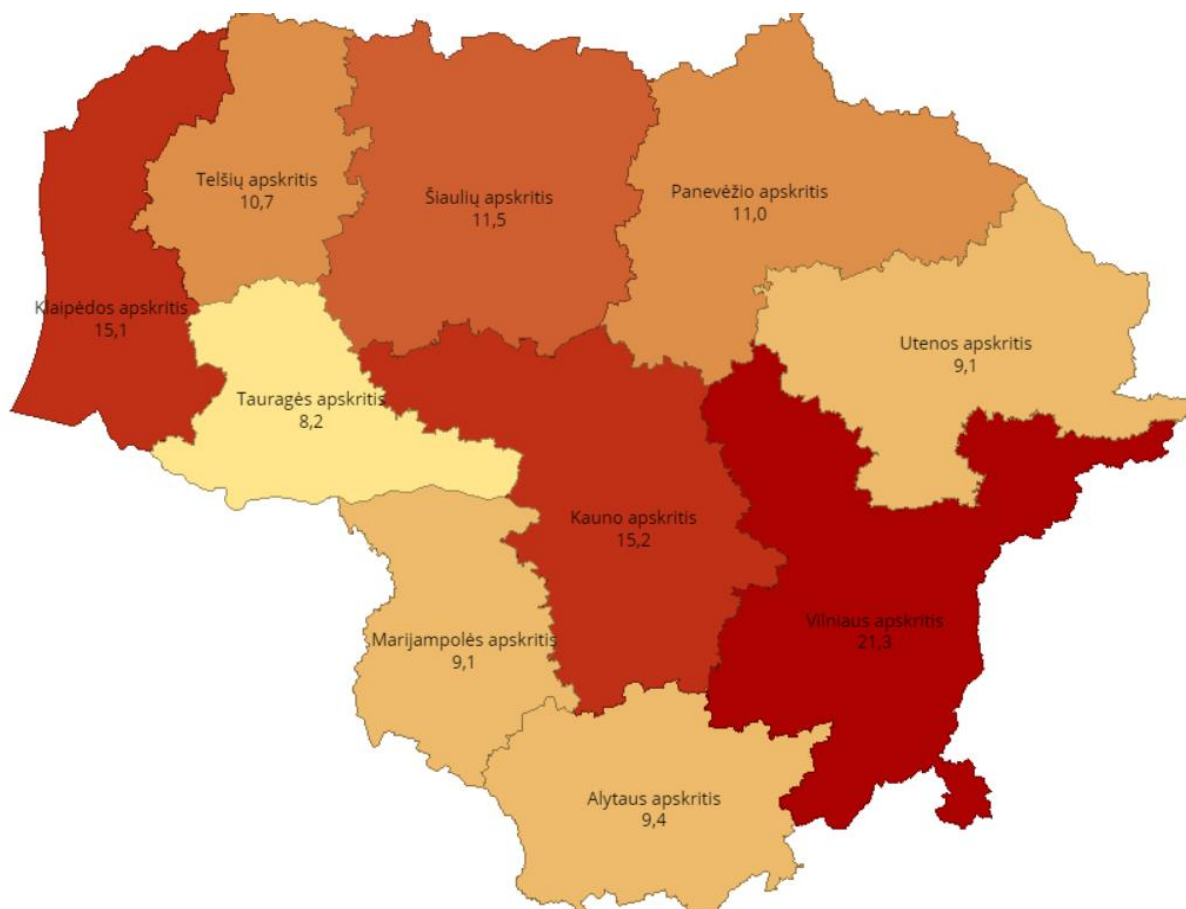 Telšių apskritis
10,7
Šiaulių apskritis
11,5
Panevėžio apskritis
11,0
Klaipėdos apskritis
15,1
Utenos apskritis
9,1
Tauragės apskritis
8,2
Kauno apskritis
15,2
Vilniaus apskritis
21,3
Marijampolės apskritis
9,1
Alytaus apskritis
9,4